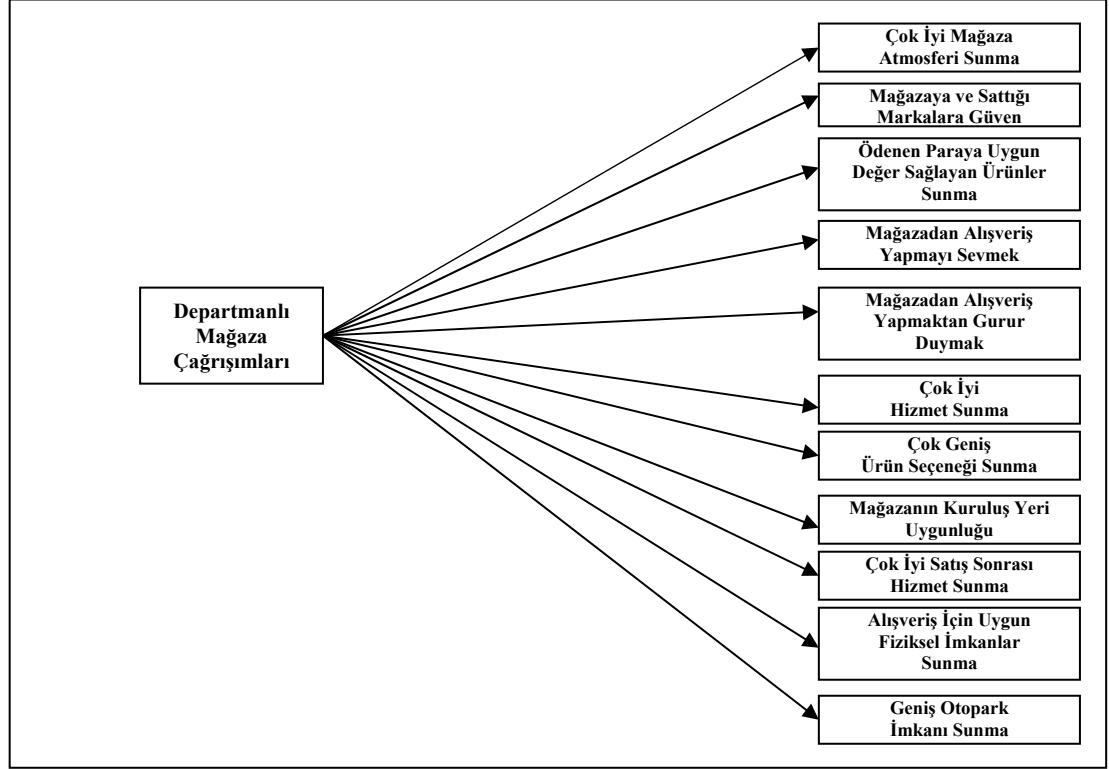 Çok İyi Mağaza
Atmosferi Sunma
Mağazaya ve Sattığı
Markalara Güven
Ödenen Paraya Uygun
Değer Sağlayan Ürünler
Sunma
Mağazadan Alışveriş
Yapmayı Sevmek
Departmanlı
Mağaza
Çağrışımları
Mağazadan Alışveriş
Yapmaktan Gurur
Duymak
Çok İyi
Hizmet Sunma
Çok Geniş
Ürün Seçeneği Sunma
Mağazanın Kuruluş Yeri
Uygunluğu
Çok İyi Satış Sonrası
Hizmet Sunma
Alışveriş İçin Uygun
Fiziksel İmkanlar
Sunma
Geniş Otopark
İmkanı Sunma